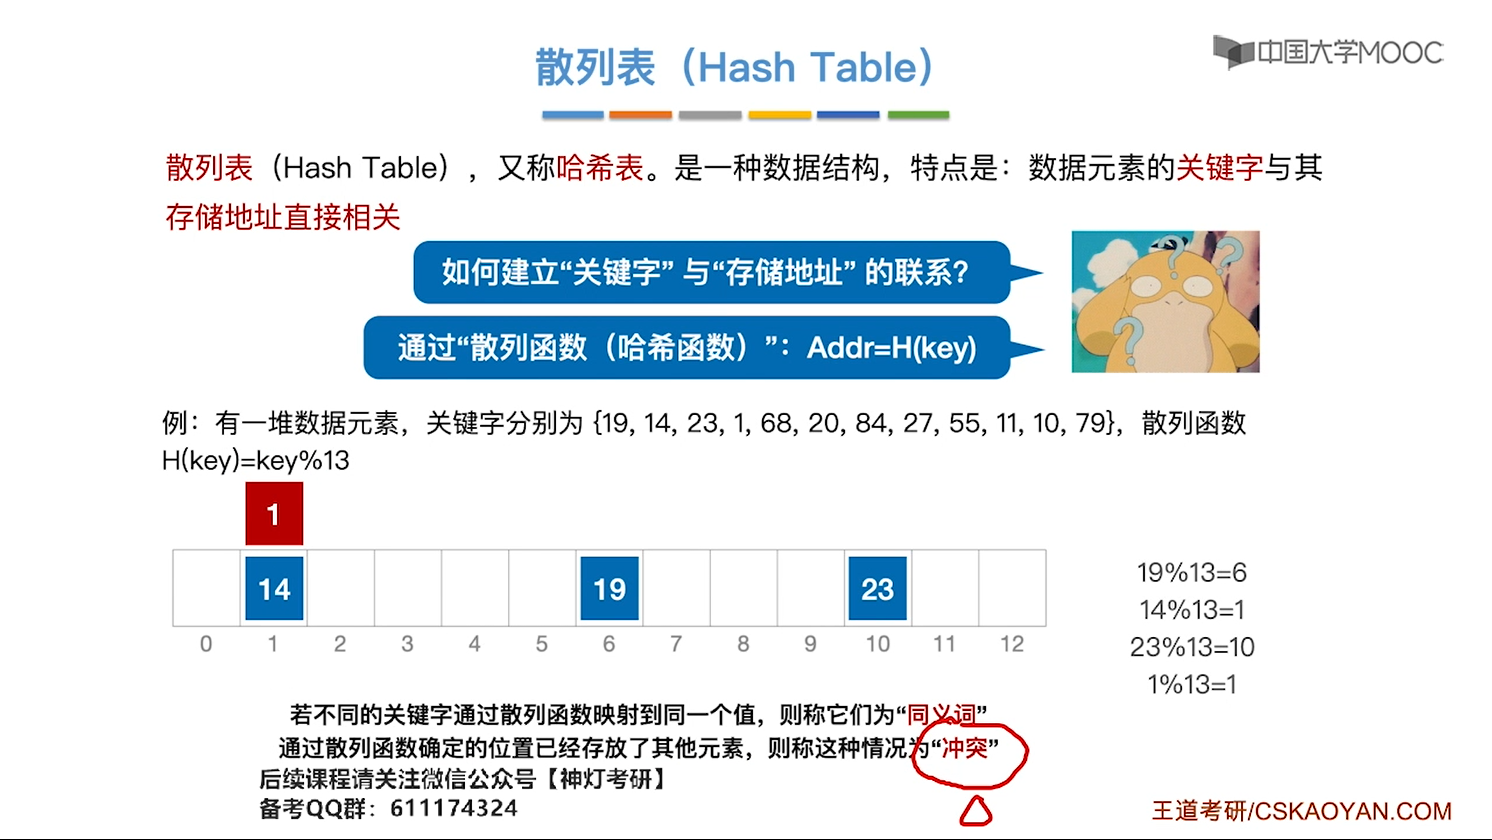 中国大学MOOC
散列表（Hash Table）
散列表（Hash Table），又称哈希表。是一种数据结构，特点是：数据元素的关键字与其
存储地址直接相关
如何建立“关键字”与“存储地址”的联系？
通过“散列函数（哈希函数）”：Addr=H(key)
例：有一堆数据元素，关键字分别为 {19, 14, 23, 1, 68, 20, 84, 27, 55, 11, 10, 79}，散列函数
H(key)=key%13
1
14 19 23
0 1 2 3 4 5 6 7 8 9 10 11 12
19%13=6
14%13=1
23%13=10
1%13=1
若不同的关键字通过散列函数映射到同一个值，则称它们为“同义词”
通过散列函数确定的位置已经存放了其他元素，则称这种情况为“冲突”
后续课程请关注微信公众号【神灯考研】
备考QQ群：611174324
王道考研/CSKAOYAN.COM